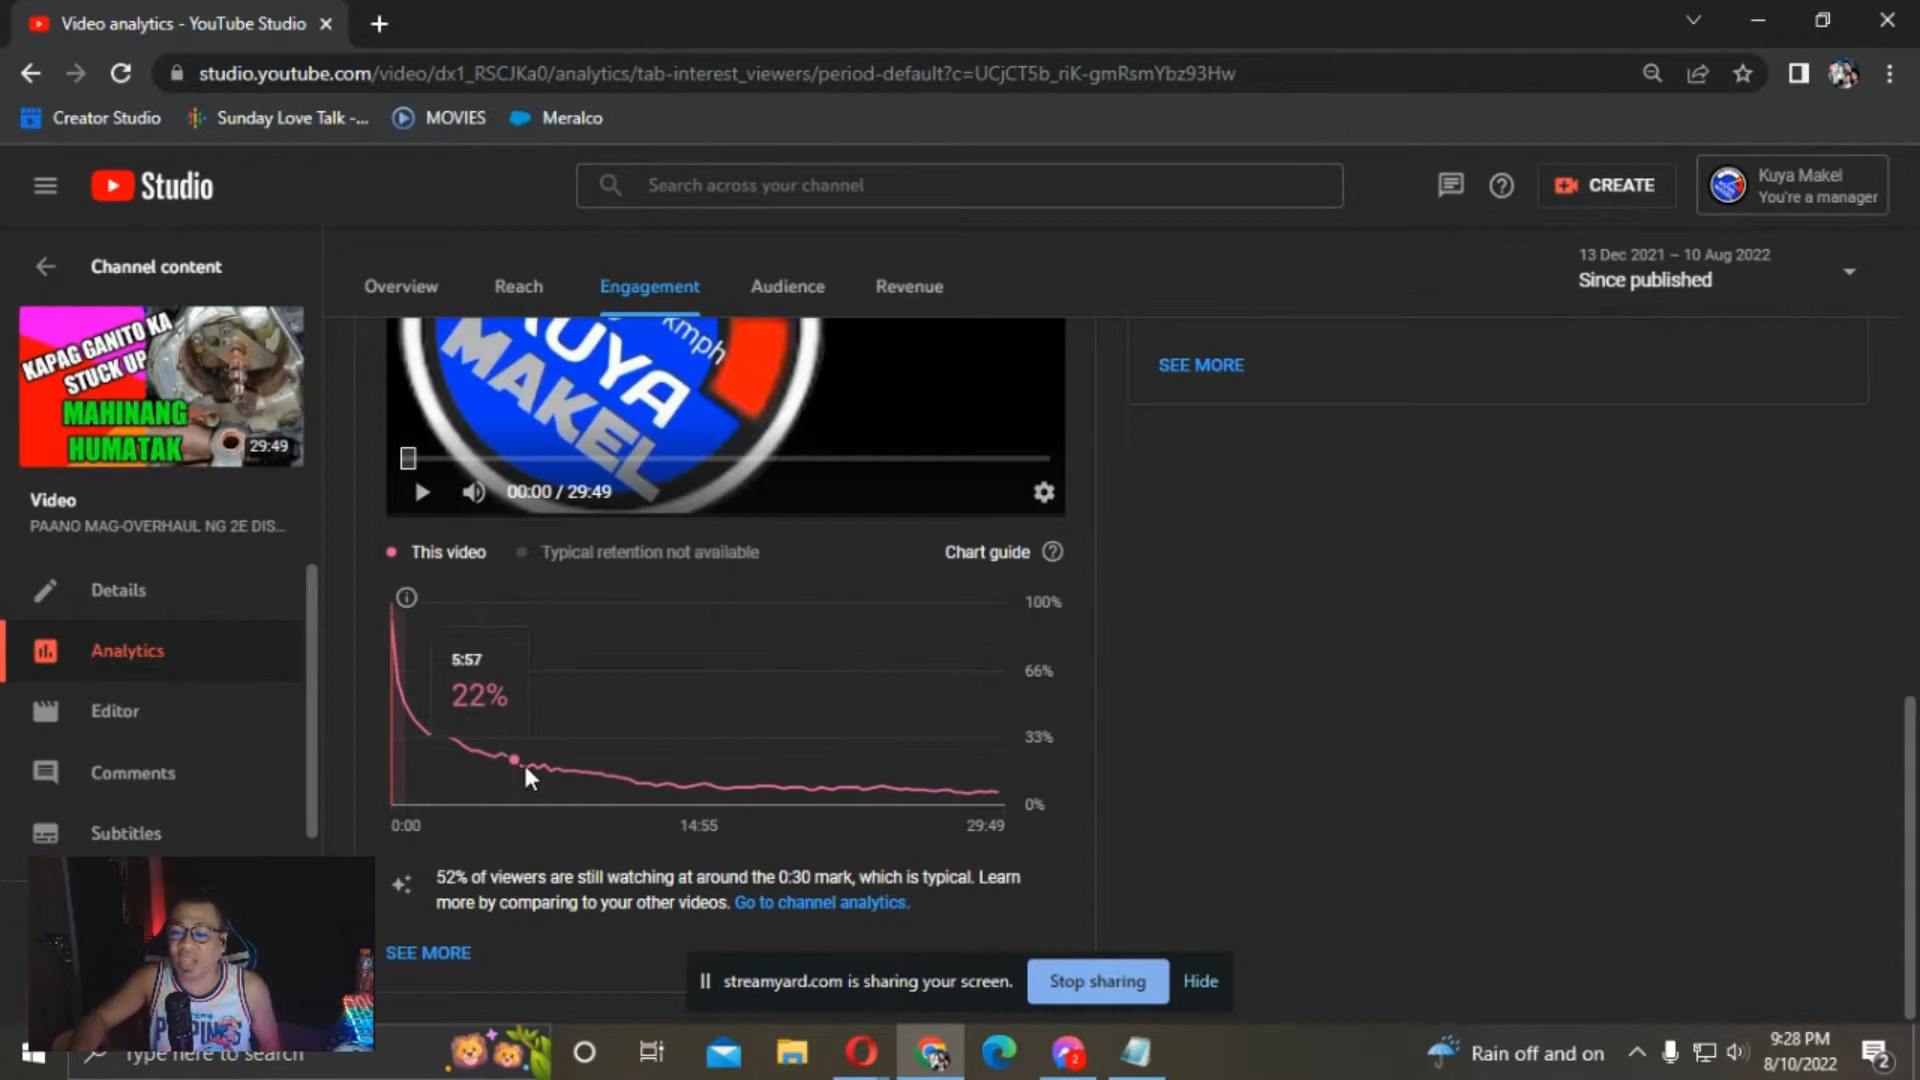 Video analytics - YouTube Studio
studio.youtube.com/video/dx1_RSCJKa0/analytics/tab-interest_viewers/period-default?c=UCjCT5b_riK-gmRsmYbz93Hw
Creator Studio
Sunday Love Talk -...
MOVIES
Meralco
Studio
Search across your channel
CREATE
Kuya Makel
You're a manager
Channel content
Overview
Reach
Engagement
Audience
Revenue
13 Dec 2021 – 10 Aug 2022
Since published
KAPAG GANITO KA
STUCK UP
MAHINANG
HUMATAK
29:49
Video
PAANO MAG-OVERHAUL NG 2E DIS...
Details
Analytics
Editor
Comments
Subtitles
kmph
KUYA
MAKEL
00:00 / 29:49
SEE MORE
This video
Typical retention not available
Chart guide
100%
66%
33%
0%
5:57
22%
0:00
14:55
29:49
52% of viewers are still watching at around the 0:30 mark, which is typical. Learn
more by comparing to your other videos. Go to channel analytics.
SEE MORE
streamyard.com is sharing your screen.
Stop sharing
Hide
Type here to search
2
Rain off and on
9:28 PM
8/10/2022
2